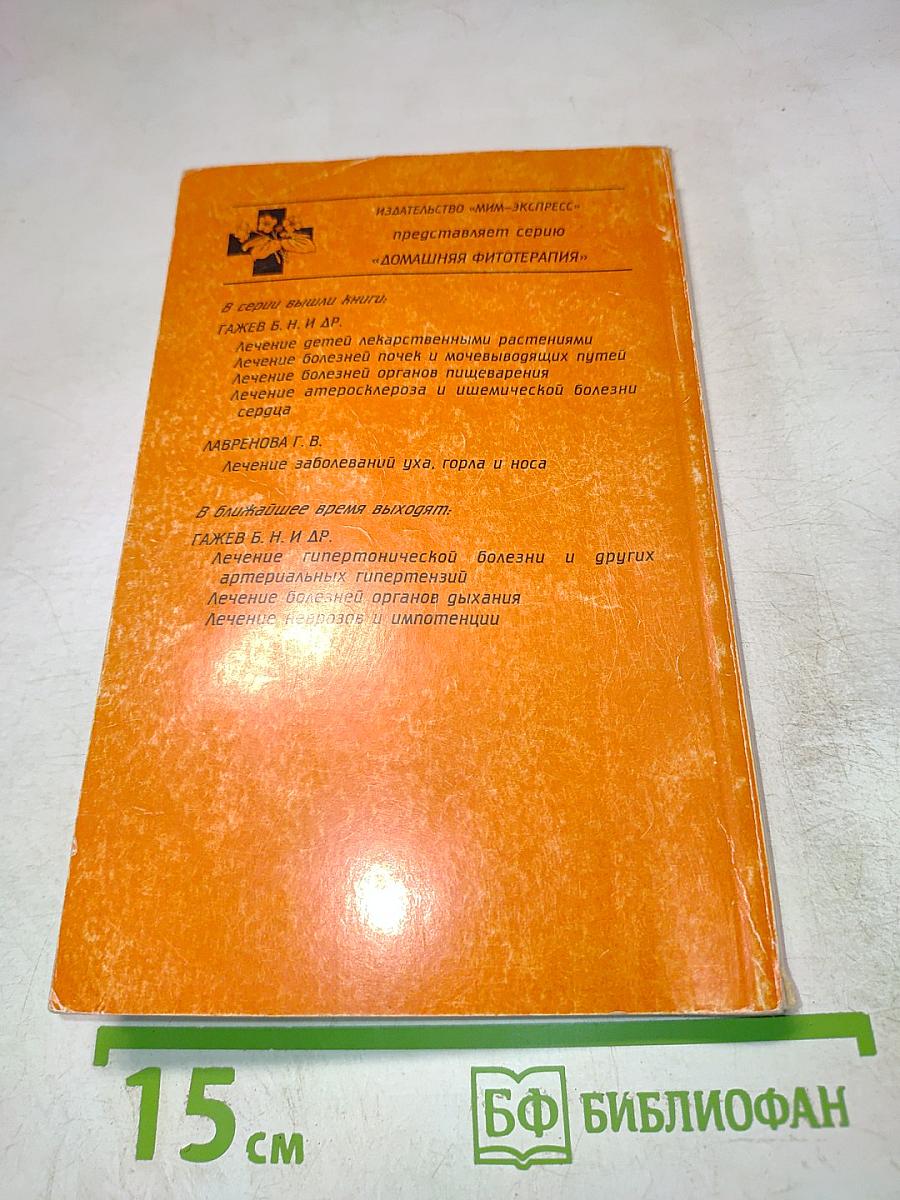 ИЗДАТЕЛЬСТВО «МИМ-ЭКСПРЕСС»
представляет серию
«ДОМАШНЯЯ ФИТОТЕРАПИЯ»
В серии вышли книги:
ГАЖЕВ Б. Н. И ДР.
Лечение детей лекарственными растениями
Лечение болезней почек и мочевыводящих путей
Лечение болезней органов пищеварения
Лечение атеросклероза и ишемической болезни
сердца
ЛАВРЕНОВА Г. В.
Лечение заболеваний уха, горла и носа
В ближайшее время выходят:
ГАЖЕВ Б. Н. И ДР.
Лечение гипертонической болезни и других
артериальных гипертензий
Лечение болезней органов дыхания
Лечение неврозов и импотенции
15 см
БФ БИБЛИОФАН